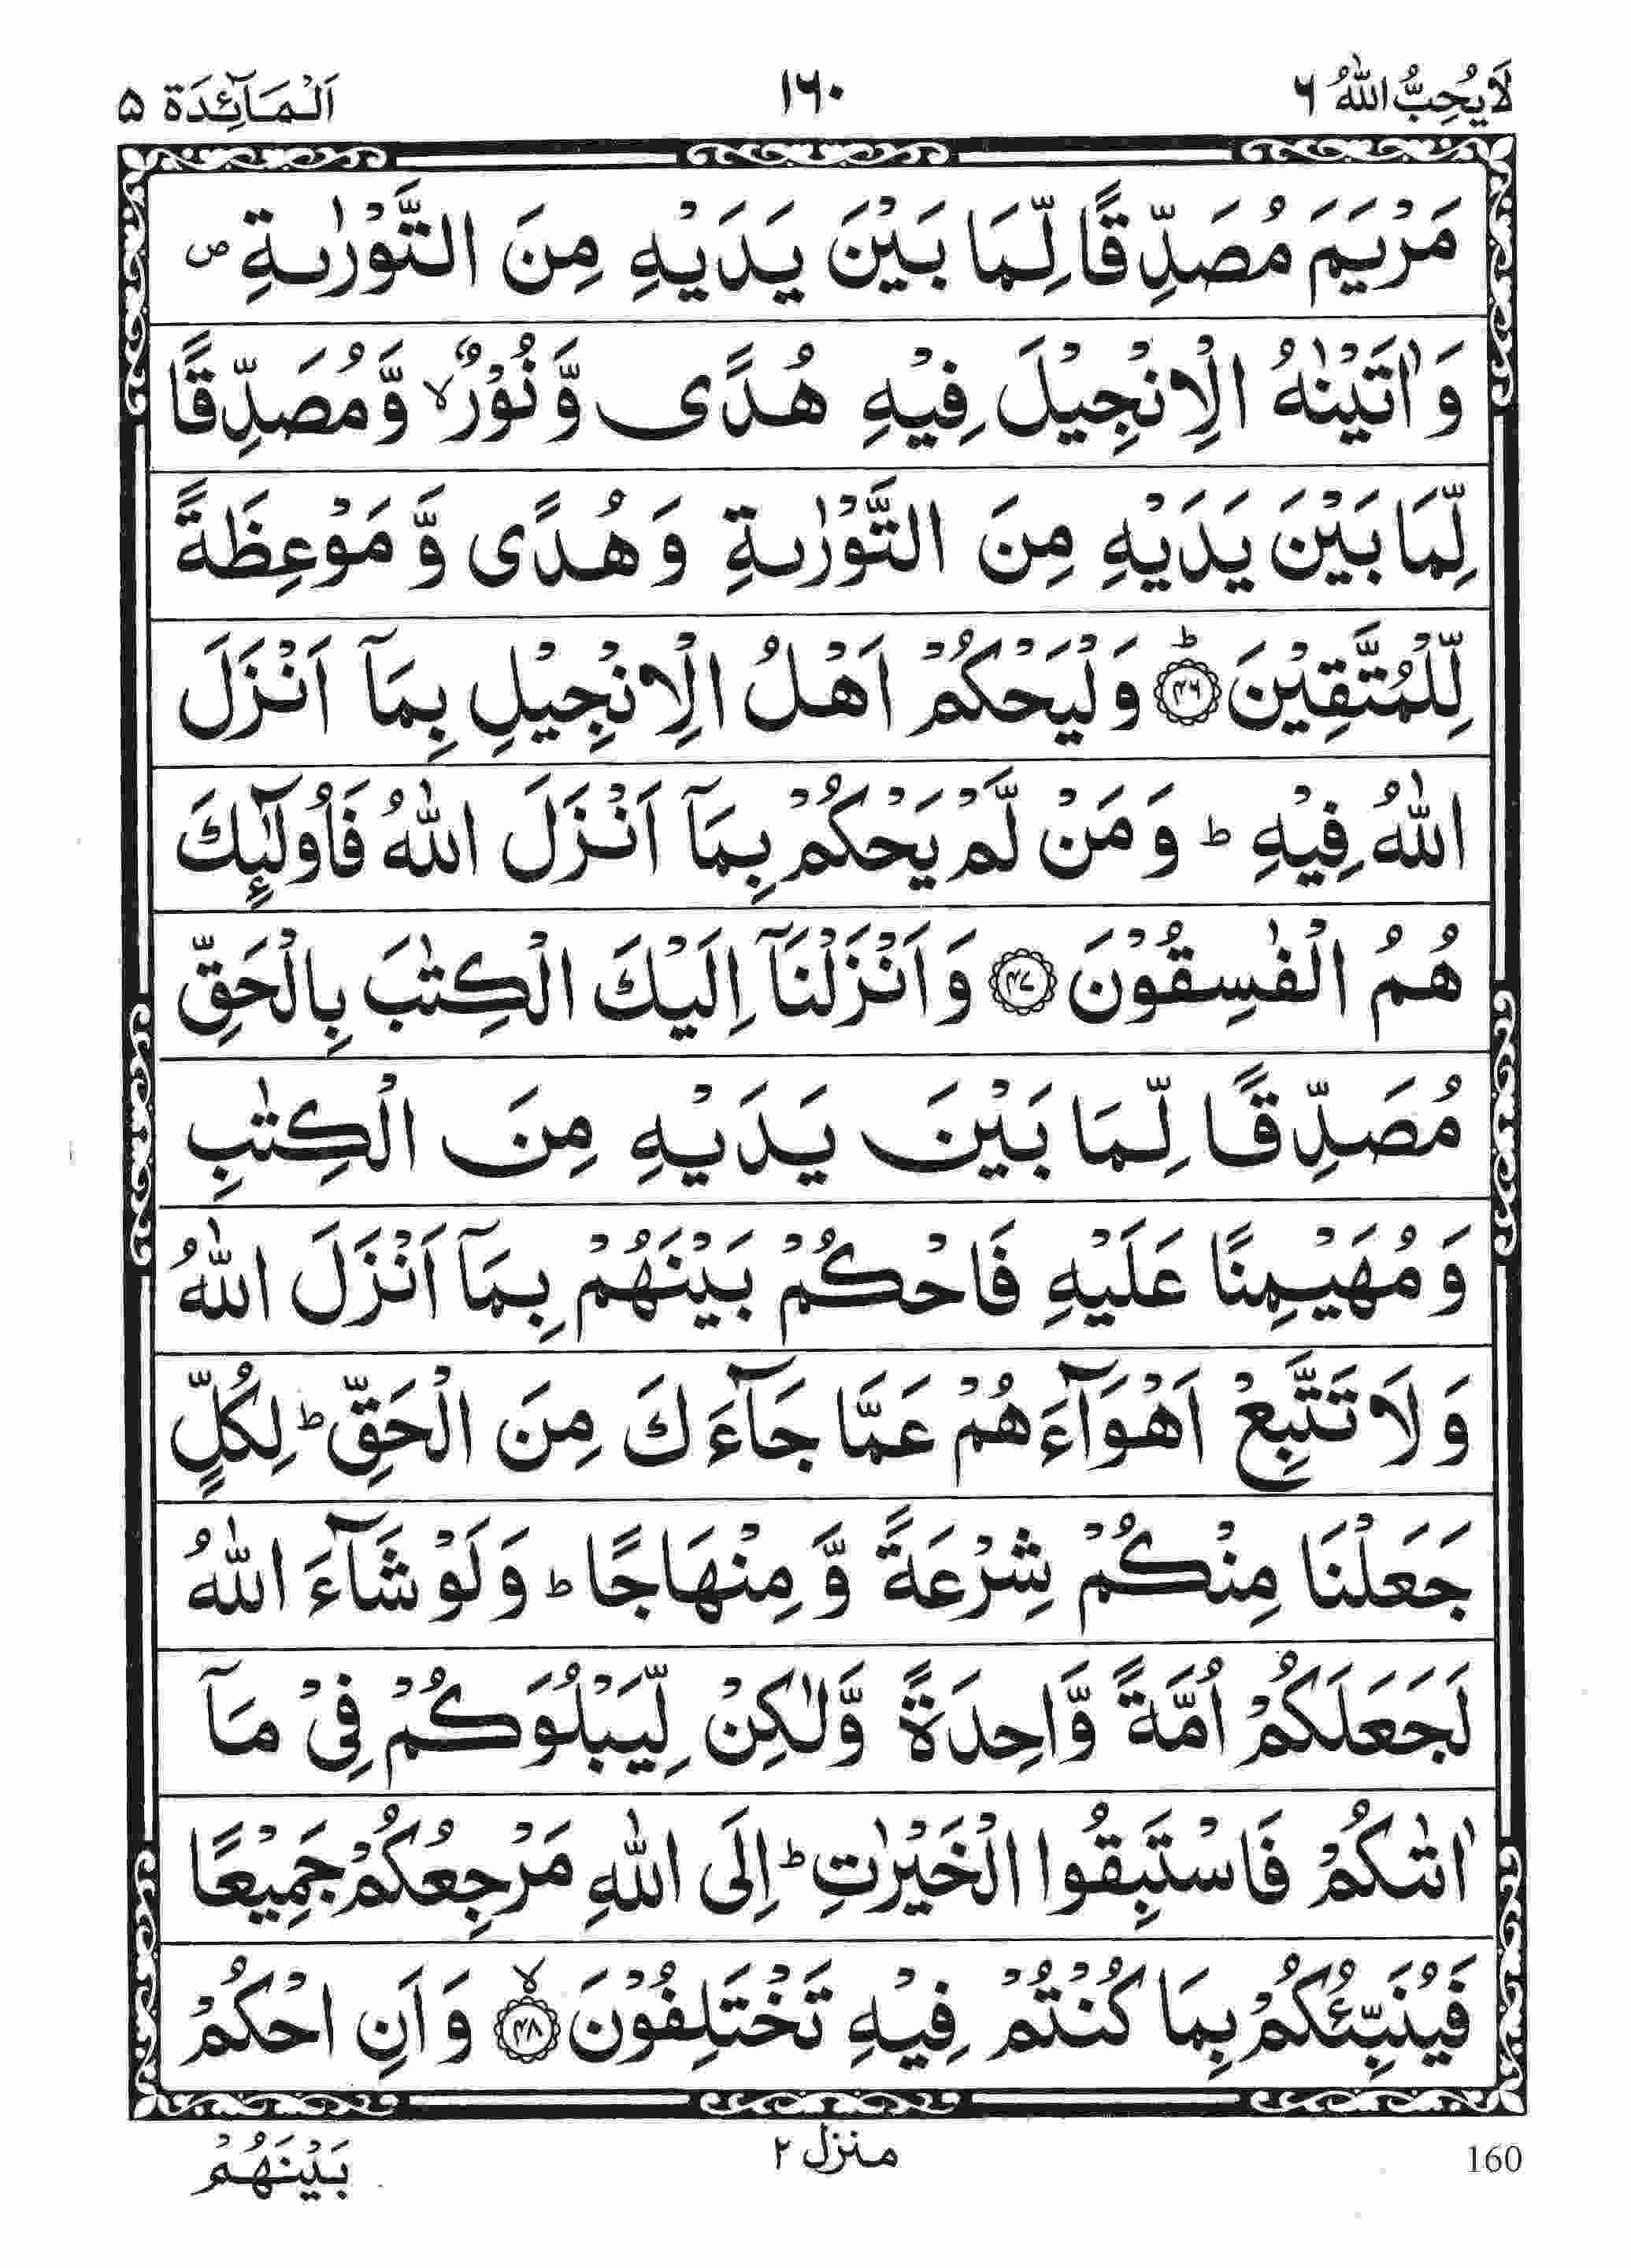 لَا يُحِبُّ اللّٰهُ ٦ ١٦٠ اَلْمَآئِدَة ٥
مَرْيَمَ مُصَدِّقًا لِّمَا بَيْنَ يَدَيْهِ مِنَ التَّوْرٰىةِ ص
وَاٰتَيْنٰهُ الْاِنْجِيْلَ فِيْهِ هُدًى وَّنُوْرٌ ۙ وَّمُصَدِّقًا
لِّمَا بَيْنَ يَدَيْهِ مِنَ التَّوْرٰىةِ وَهُدًى وَّمَوْعِظَةً
لِّلْمُتَّقِيْنَ ؕ ﴿٤٦﴾ وَلْيَحْكُمْ اَهْلُ الْاِنْجِيْلِ بِمَآ اَنْزَلَ
اللّٰهُ فِيْهِ ؕ وَمَنْ لَّمْ يَحْكُمْ بِمَآ اَنْزَلَ اللّٰهُ فَاُولٰٓئِكَ
هُمُ الْفٰسِقُوْنَ ﴿٤٧﴾ وَاَنْزَلْنَآ اِلَيْكَ الْكِتٰبَ بِالْحَقِّ
مُصَدِّقًا لِّمَا بَيْنَ يَدَيْهِ مِنَ الْكِتٰبِ
وَمُهَيْمِنًا عَلَيْهِ فَاحْكُمْ بَيْنَهُمْ بِمَآ اَنْزَلَ اللّٰهُ
وَلَا تَتَّبِعْ اَهْوَآءَهُمْ عَمَّا جَآءَكَ مِنَ الْحَقِّ ؕ لِكُلٍّ
جَعَلْنَا مِنْكُمْ شِرْعَةً وَّمِنْهَاجًا ؕ وَلَوْ شَآءَ اللّٰهُ
لَجَعَلَكُمْ اُمَّةً وَّاحِدَةً وَّلٰكِنْ لِّيَبْلُوَكُمْ فِيْ مَآ
اٰتٰىكُمْ فَاسْتَبِقُوا الْخَيْرٰتِ ؕ اِلَى اللّٰهِ مَرْجِعُكُمْ جَمِيْعًا
فَيُنَبِّئُكُمْ بِمَا كُنْتُمْ فِيْهِ تَخْتَلِفُوْنَ ۙ ﴿٤٨﴾ وَاَنِ احْكُمْ
160 منزل ٢ بَيْنَهُمْ